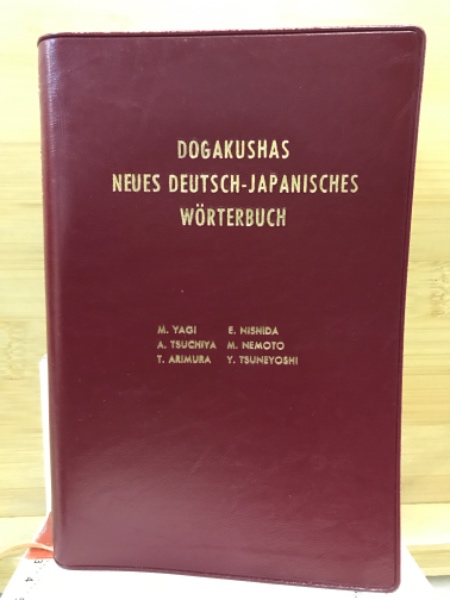 DOGAKUSHAS
NEUES DEUTSCH-JAPANISCHES
WÖRTERBUCH
M. YAGI E. NISHIDA
A. TSUCHIYA M. NEMOTO
T. ARIMURA Y. TSUNEYOSHI